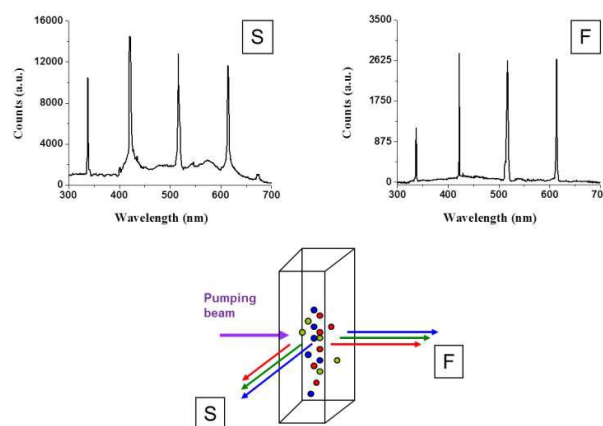 S
16000
12000
8000
4000
0
Counts (a.u.)
300 400 500 600 700
Wavelength (nm)
F
3500
2625
1750
875
0
Counts (a.u.)
300 400 500 600 700
Wavelength (nm)
Pumping
beam
F
S